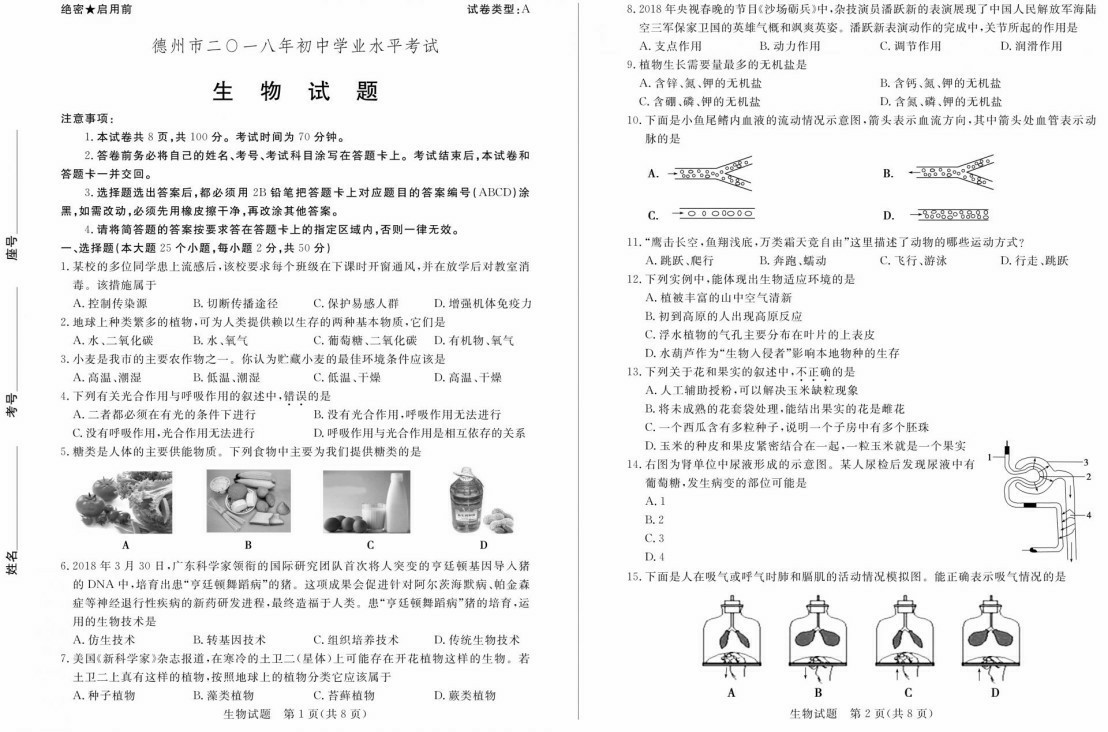 绝密★启用前 试卷类型:A
德州市二〇一八年初中学业水平考试
生物试题
注意事项:
1.本试卷共8页,共100分。考试时间为70分钟。
2.答卷前务必将自己的姓名、考号、考试科目涂写在答题卡上。考试结束后,本试卷和
答题卡一并交回。
3.选择题选出答案后,都必须用2B铅笔把答题卡上对应题目的答案编号(ABCD)涂
黑,如需改动,必须先用橡皮擦干净,再改涂其他答案。
4.请将简答题的答案按要求答在答题卡上的指定区域内,否则一律无效。
座号
考号
姓名
一、选择题(本大题25个小题,每小题2分,共50分)
1.某校的多位同学患上流感后,该校要求每个班级在下课时开窗通风,并在放学后对教室消
毒。该措施属于
A.控制传染源 B.切断传播途径 C.保护易感人群 D.增强机体免疫力
2.地球上种类繁多的植物,可为人类提供赖以生存的两种基本物质,它们是
A.水、二氧化碳 B.水、氧气 C.葡萄糖、二氧化碳 D.有机物、氧气
3.小麦是我市的主要农作物之一。你认为贮藏小麦的最佳环境条件应该是
A.高温、潮湿 B.低温、潮湿 C.低温、干燥 D.高温、干燥
4.下列有关光合作用与呼吸作用的叙述中,错误的是
A.二者都必须在有光的条件下进行 B.没有光合作用,呼吸作用无法进行
C.没有呼吸作用,光合作用无法进行 D.呼吸作用与光合作用是相互依存的关系
5.糖类是人体的主要供能物质。下列食物中主要为我们提供糖类的是
A B C D
6.2018年3月30日,广东科学家领衔的国际研究团队首次将人突变的亨廷顿基因导入猪
的DNA中,培育出患“亨廷顿舞蹈病”的猪。这项成果会促进针对阿尔茨海默病、帕金森
症等神经退行性疾病的新药研发进程,最终造福于人类。患“亨廷顿舞蹈病”猪的培育,运
用的生物技术是
A.仿生技术 B.转基因技术 C.组织培养技术 D.传统生物技术
7.美国《新科学家》杂志报道,在寒冷的土卫二(星体)上可能存在开花植物这样的生物。若
土卫二上真有这样的植物,按照地球上的植物分类它应该属于
A.种子植物 B.藻类植物 C.苔藓植物 D.蕨类植物
生物试题 第1页(共8页)
8.2018年央视春晚的节目《沙场砺兵》中,杂技演员潘跃新的表演展现了中国人民解放军海陆
空三军保家卫国的英雄气概和飒爽英姿。潘跃新表演动作的完成中,关节所起的作用是
A.支点作用 B.动力作用 C.调节作用 D.润滑作用
9.植物生长需要量最多的无机盐是
A.含锌、氮、钾的无机盐 B.含钙、氮、钾的无机盐
C.含硼、磷、钾的无机盐 D.含氮、磷、钾的无机盐
10.下面是小鱼尾鳍内血液的流动情况示意图,箭头表示血流方向,其中箭头处血管表示动
脉的是
A. B.
C. D.
11.“鹰击长空,鱼翔浅底,万类霜天竞自由”这里描述了动物的哪些运动方式?
A.跳跃、爬行 B.奔跑、蠕动 C.飞行、游泳 D.行走、跳跃
12.下列实例中,能体现出生物适应环境的是
A.植被丰富的山中空气清新
B.初到高原的人出现高原反应
C.浮水植物的气孔主要分布在叶片的上表皮
D.水葫芦作为“生物入侵者”影响本地物种的生存
13.下列关于花和果实的叙述中,不正确的是
A.人工辅助授粉,可以解决玉米缺粒现象
B.将未成熟的花套袋处理,能结出果实的花是雌花
C.一个西瓜含有多粒种子,说明一个子房中有多个胚珠
D.玉米的种皮和果皮紧密结合在一起,一粒玉米就是一个果实
14.右图为肾单位中尿液形成的示意图。某人尿检后发现尿液中有
葡萄糖,发生病变的部位可能是
A.1
B.2
C.3
D.4
1
3
2
4
15.下面是人在吸气或呼气时肺和膈肌的活动情况模拟图。能正确表示吸气情况的是
A B C D
生物试题 第2页(共8页)